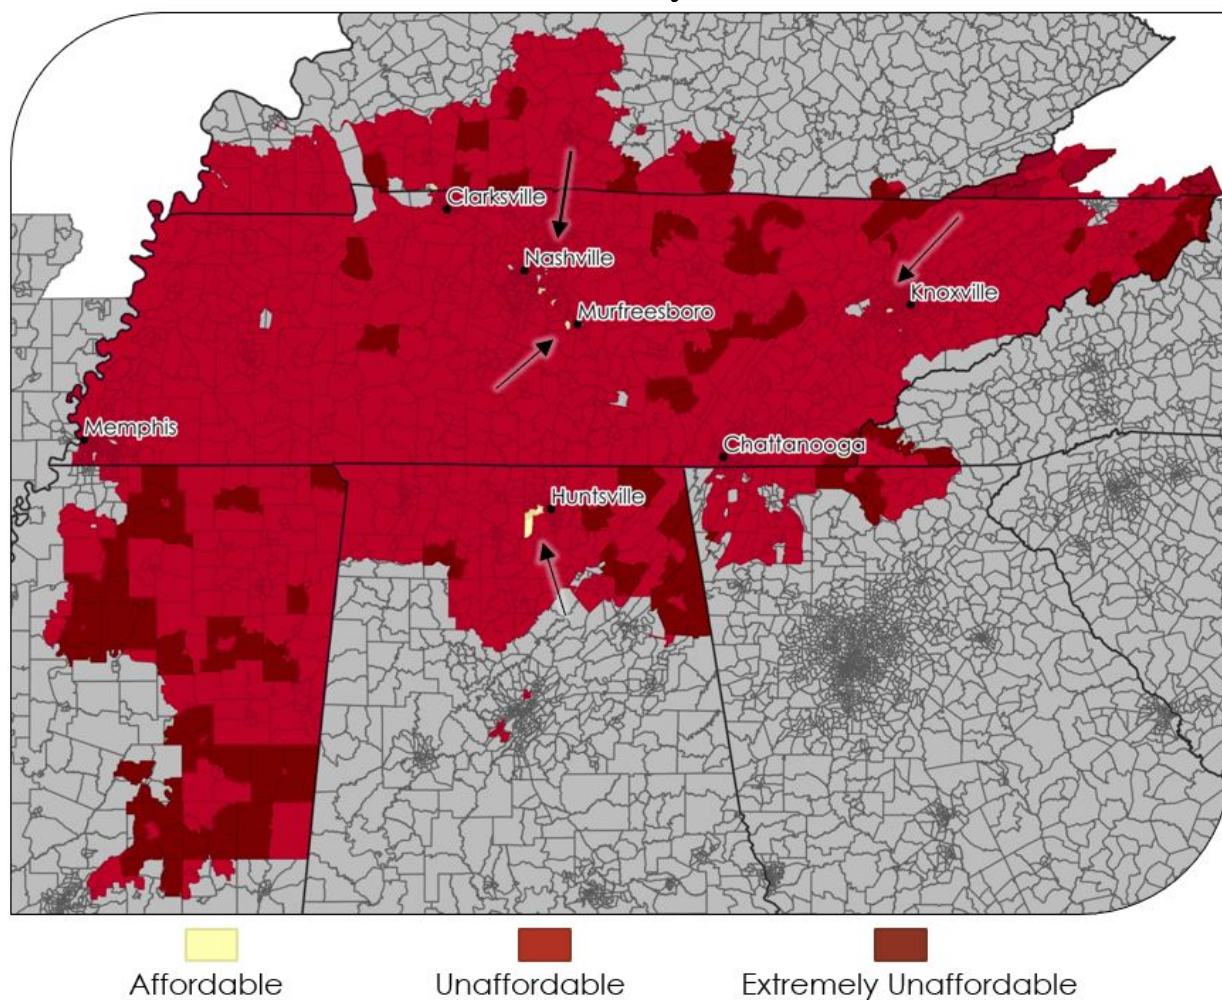 Clarksville
Nashville
Knoxville
Murfreesboro
Memphis
Chattanooga
Huntsville
Affordable
Unaffordable
Extremely Unaffordable